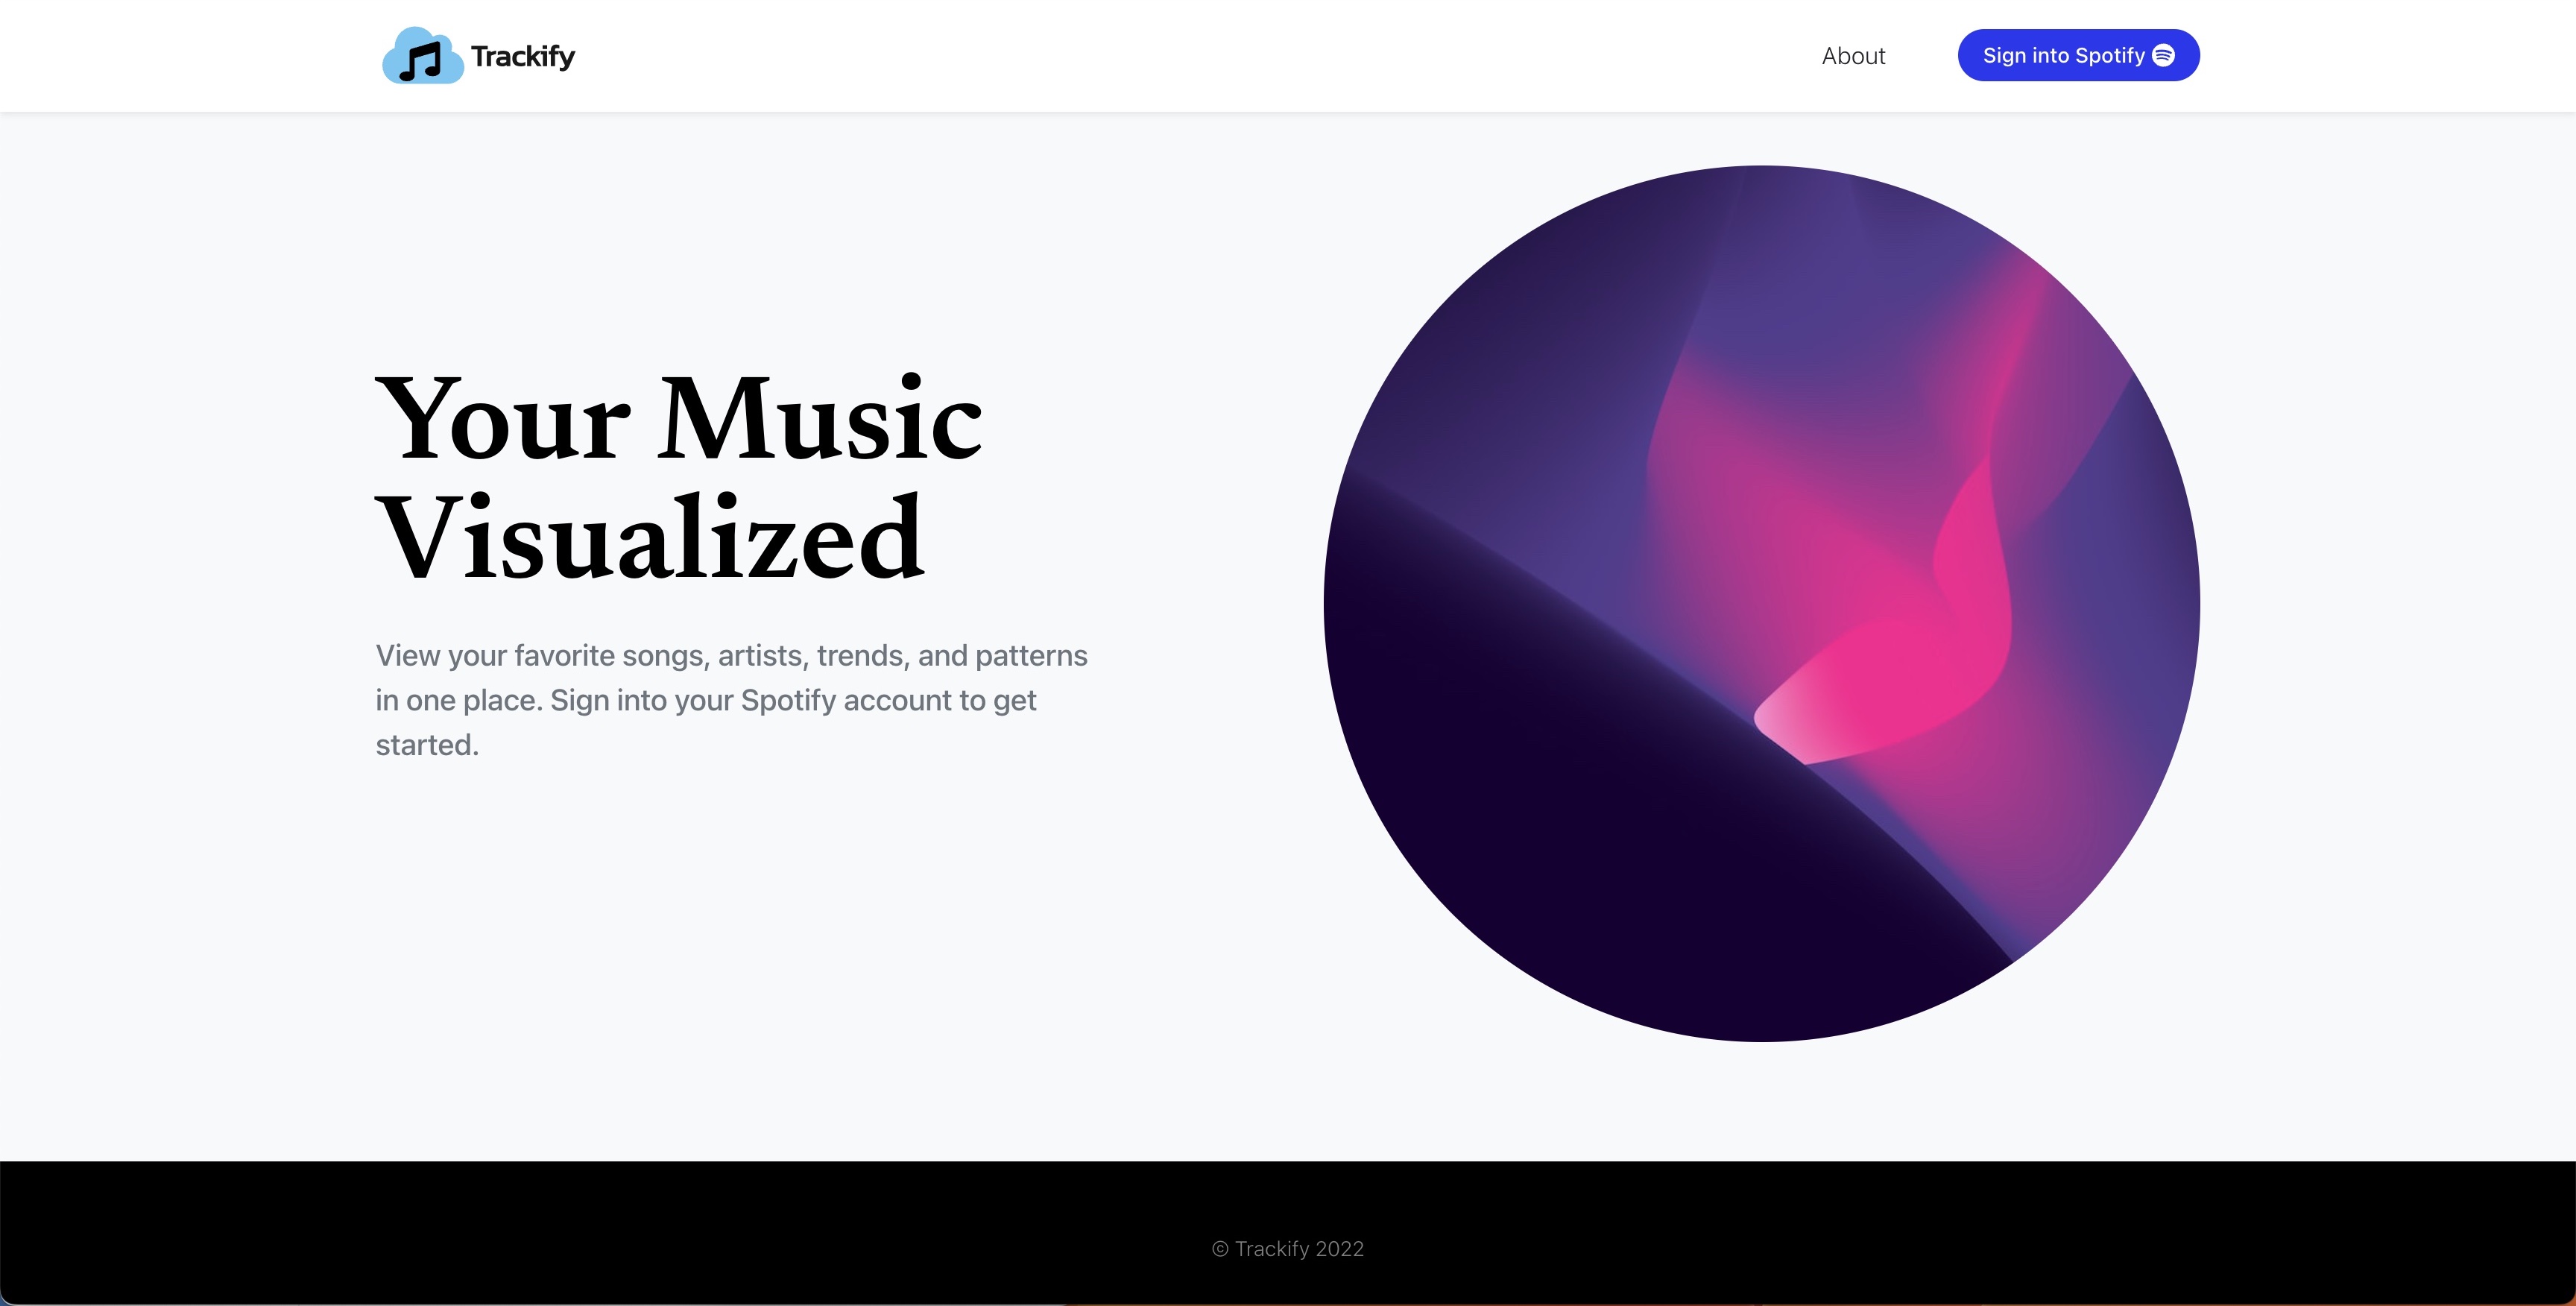 Trackify
About
Sign into Spotify
Your Music
Visualized
View your favorite songs, artists, trends, and patterns
in one place. Sign into your Spotify account to get
started.
© Trackify 2022